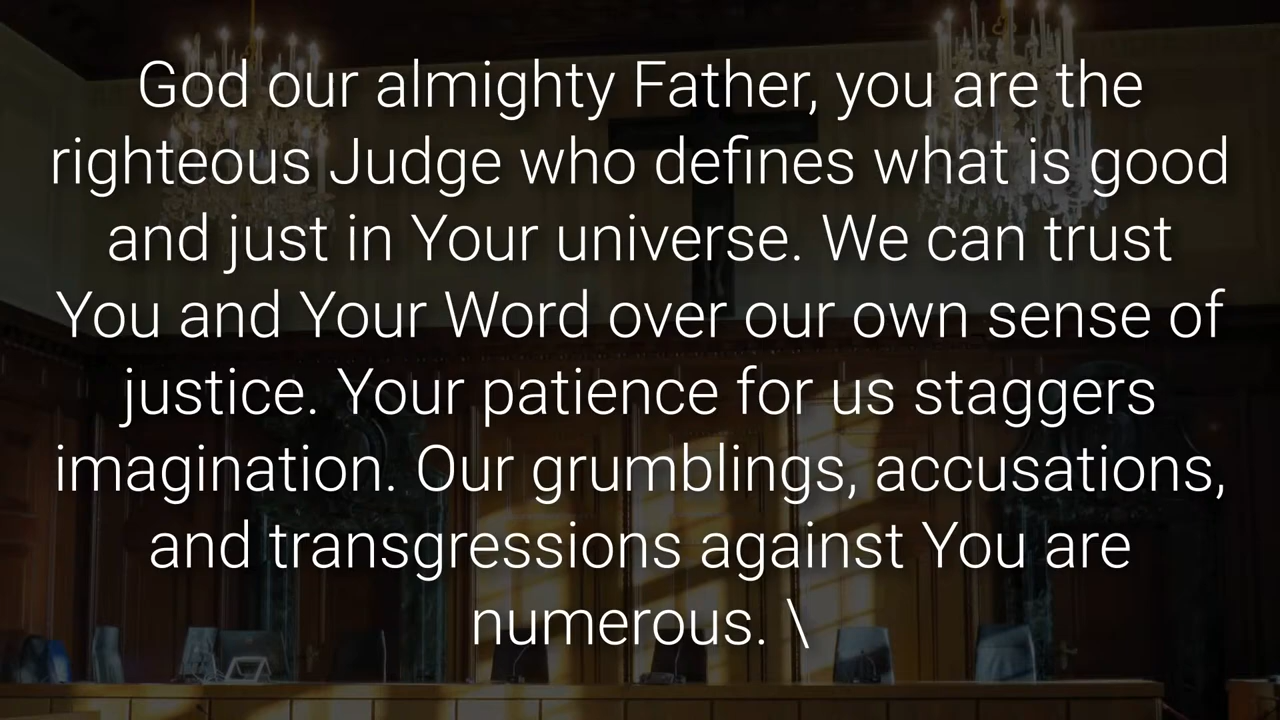 God our almighty Father, you are the
righteous Judge who defines what is good
and just in Your universe. We can trust
You and Your Word over our own sense of
justice. Your patience for us staggers
imagination. Our grumblings, accusations,
and transgressions against You are
numerous. \